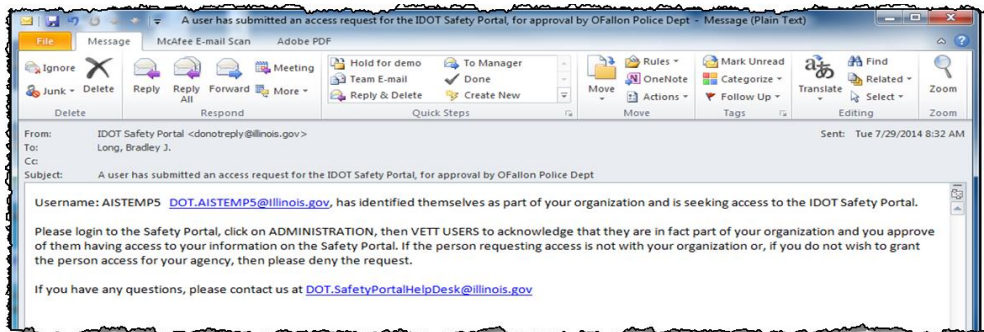 A user has submitted an access request for the IDOT Safety Portal, for approval by OFallon Police Dept - Message (Plain Text)
File Message McAfee E-mail Scan Adobe PDF
Ignore
Junk
Delete
Reply
Reply All
Forward
Meeting
More
Hold for demo
Team E-mail
Reply & Delete
To Manager
Done
Create New
Move
Rules
OneNote
Actions
Mark Unread
Categorize
Follow Up
Translate
Find
Related
Select
Zoom
Delete Respond Quick Steps Move Tags Editing Zoom
From: IDOT Safety Portal <donotreply@illinois.gov> Sent: Tue 7/29/2014 8:32 AM
To: Long, Bradley J.
Cc:
Subject: A user has submitted an access request for the IDOT Safety Portal, for approval by OFallon Police Dept
Username: AISTEMP5 DOT.AISTEMP5@Illinois.gov, has identified themselves as part of your organization and is seeking access to the IDOT Safety Portal.
Please login to the Safety Portal, click on ADMINISTRATION, then VETT USERS to acknowledge that they are in fact part of your organization and you approve
of them having access to your information on the Safety Portal. If the person requesting access is not with your organization or, if you do not wish to grant
the person access for your agency, then please deny the request.
If you have any questions, please contact us at DOT.SafetyPortalHelpDesk@illinois.gov